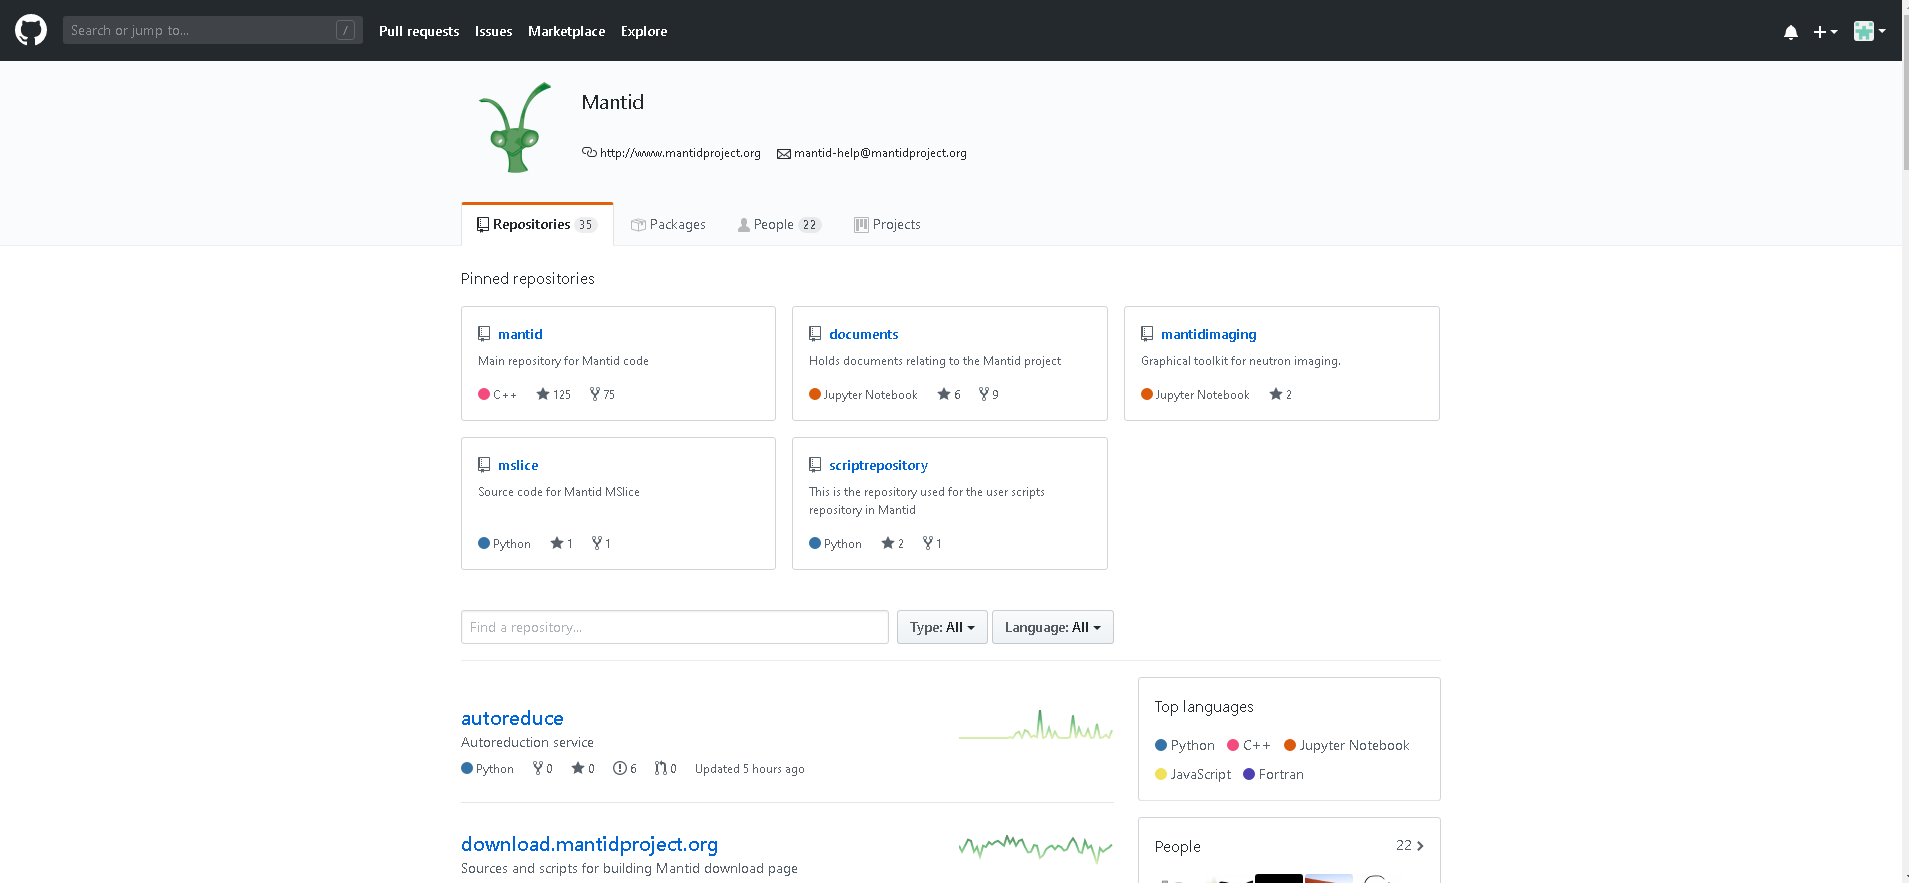 Search or jump to... /
Pull requests Issues Marketplace Explore
Mantid
http://www.mantidproject.org mantid-help@mantidproject.org
Repositories 35 Packages People 22 Projects
Pinned repositories
mantid
Main repository for Mantid code
C++ 125 75
documents
Holds documents relating to the Mantid project
Jupyter Notebook 6 9
mantidimaging
Graphical toolkit for neutron imaging.
Jupyter Notebook 2
mslice
Source code for Mantid MSlice
Python 1 1
scriptrepository
This is the repository used for the user scripts
repository in Mantid
Python 2 1
Find a repository... Type: All Language: All
autoreduce
Autoreduction service
Python 0 0 6 0 Updated 5 hours ago
download.mantidproject.org
Sources and scripts for building Mantid download page
Top languages
Python C++ Jupyter Notebook
JavaScript Fortran
People 22